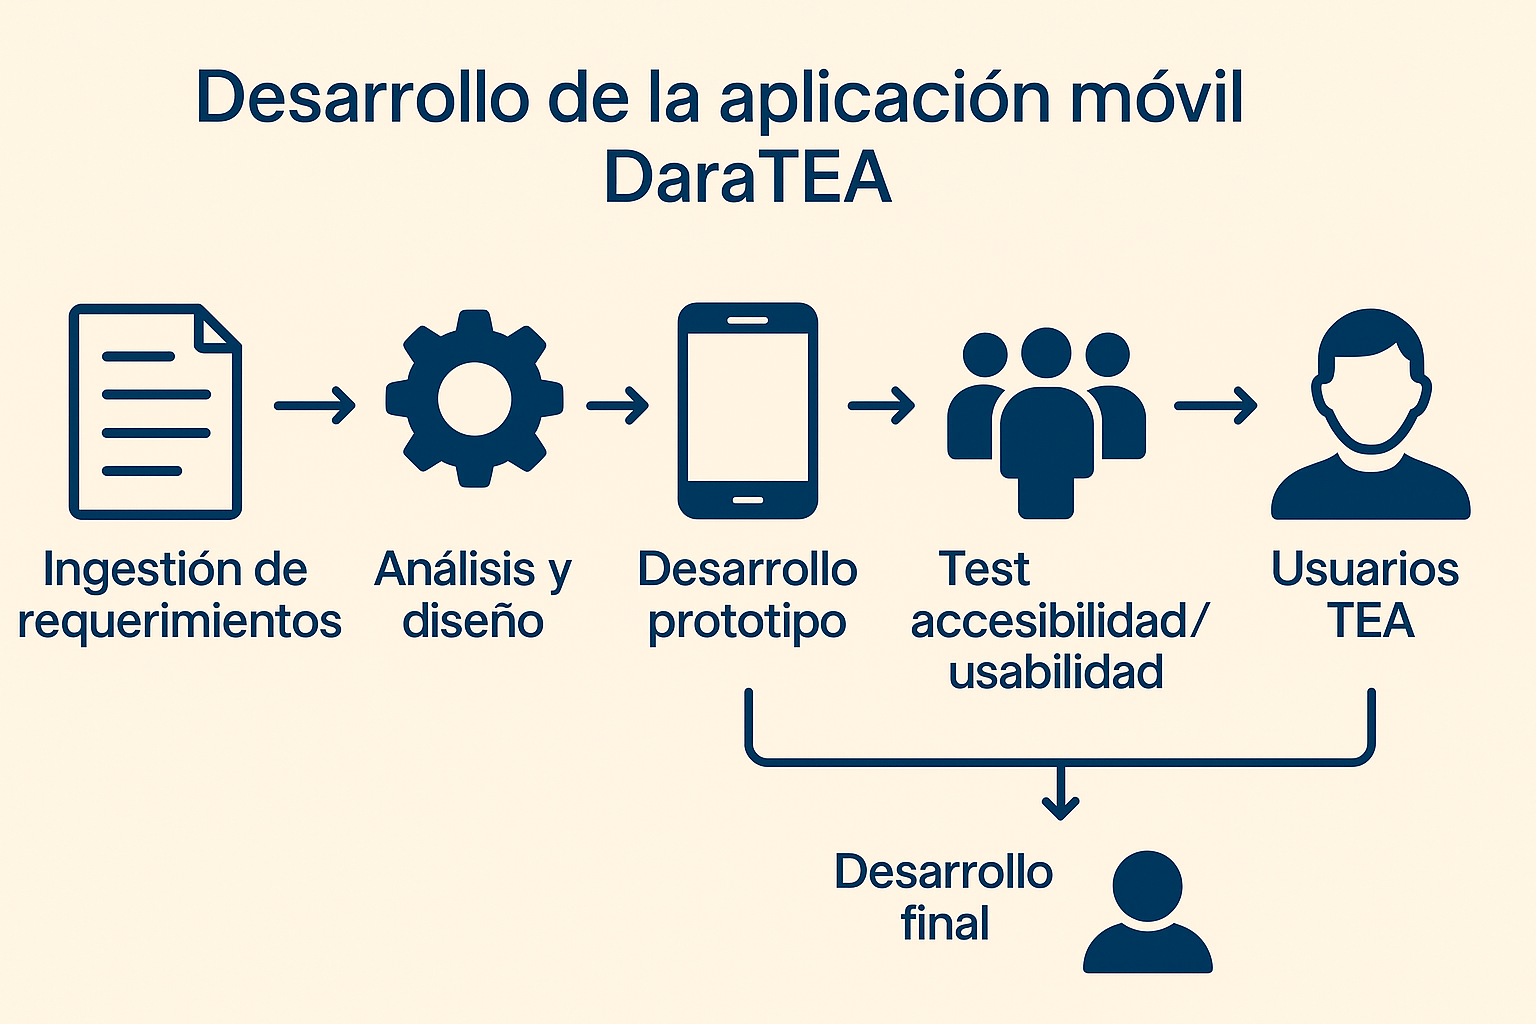 Desarrollo de la aplicación móvil
DaraTEA
Ingestión de
requerimientos
Análisis y
diseño
Desarrollo
prototipo
Test
accesibilidad/
usabilidad
Usuarios
TEA
Desarrollo
final